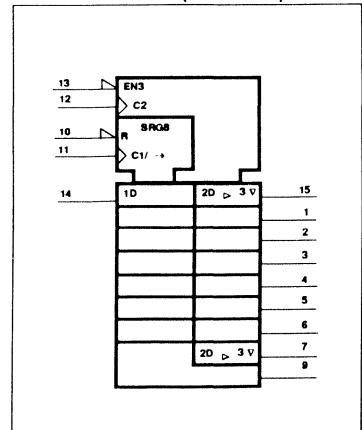 13 EN3
12 C2
SRG8
10 R
11 C1/ →
14 1D 2D ▷ 3 ▽ 15
1
2
3
4
5
6
2D ▷ 3 ▽ 7
9